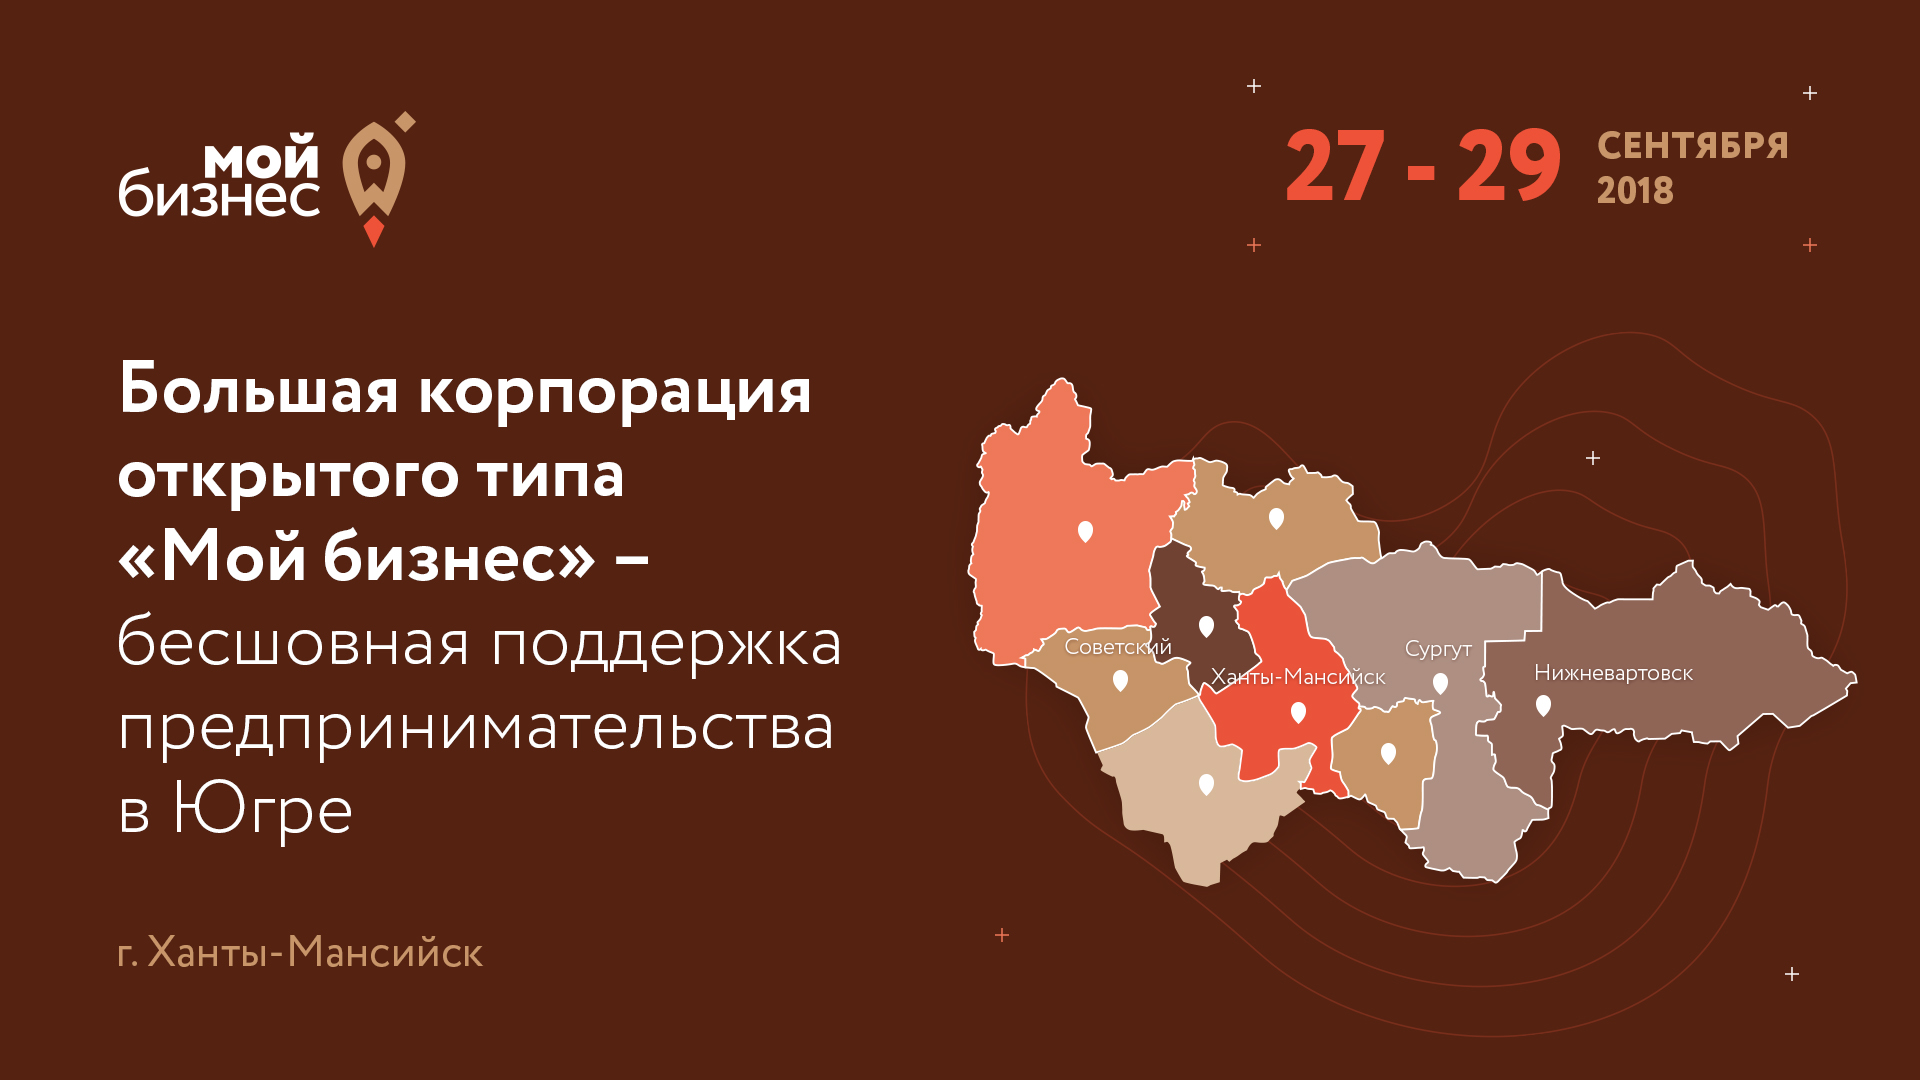 мой
бизнес
27 - 29
СЕНТЯБРЯ
2018
Большая корпорация
открытого типа
«Мой бизнес» –
бесшовная поддержка
предпринимательства
в Югре
г. Ханты-Мансийск
Советский
Ханты-Мансийск
Сургут
Нижневартовск